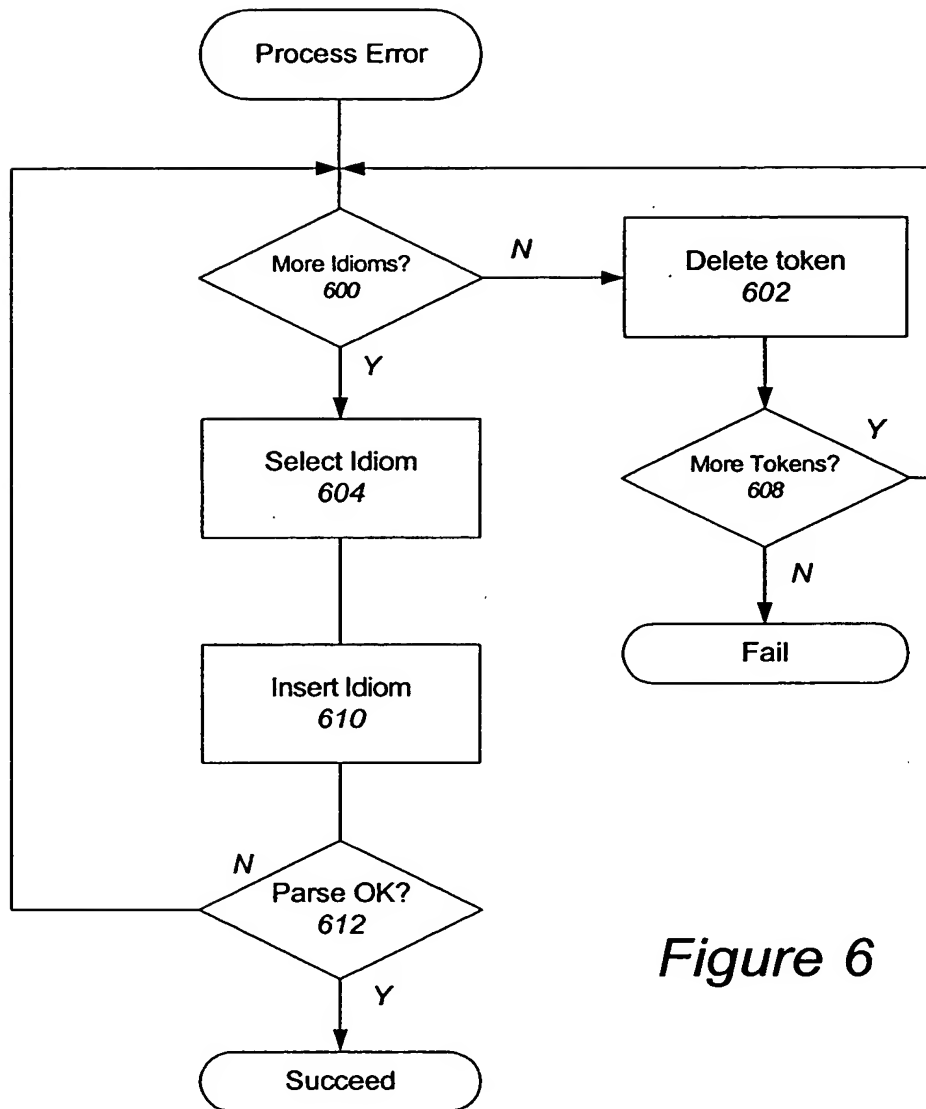 Process Error
More Idioms?
600
N
Delete token
602
Y
Y
Select Idiom
604
More Tokens?
608
N
Fail
Insert Idiom
610
N
Parse OK?
612
Y
Figure 6
Succeed